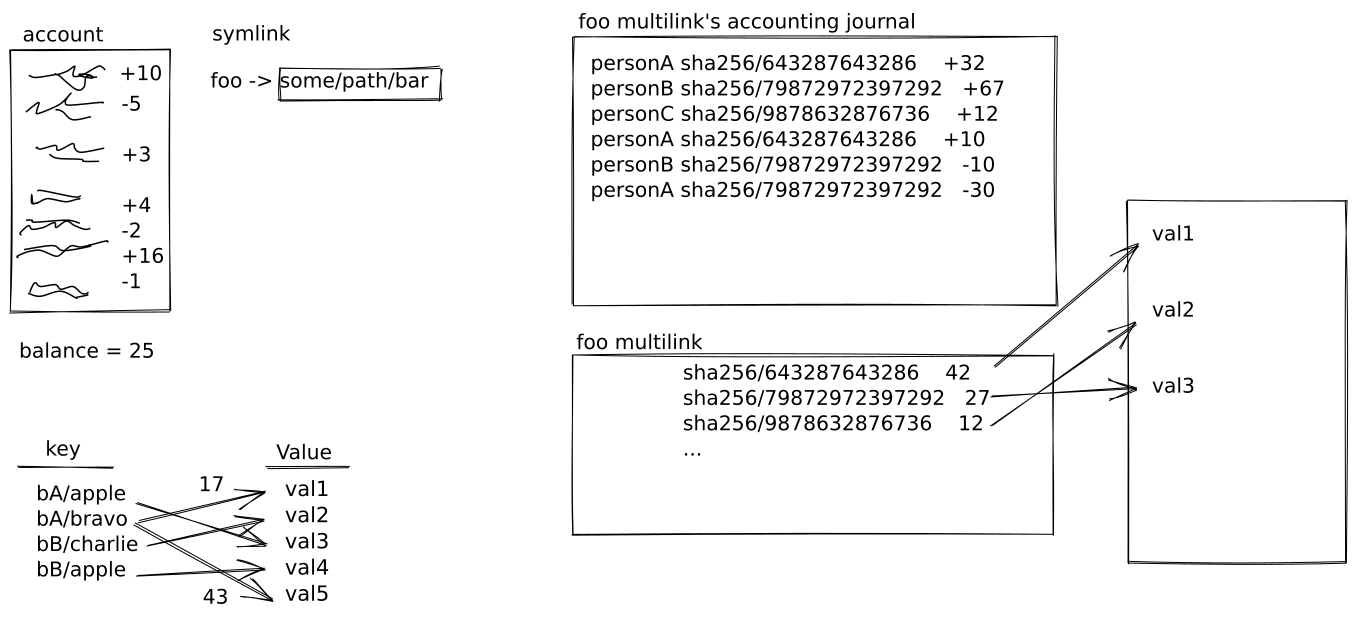 account
+10
-5
+3
+4
-2
+16
-1
balance = 25
symlink
foo -> some/path/bar
key Value
bA/apple
bA/bravo
bB/charlie
bB/apple
17
43
val1
val2
val3
val4
val5
foo multilink's accounting journal
personA sha256/643287643286 +32
personB sha256/79872972397292 +67
personC sha256/9878632876736 +12
personA sha256/643287643286 +10
personB sha256/79872972397292 -10
personA sha256/79872972397292 -30
foo multilink
sha256/643287643286 42
sha256/79872972397292 27
sha256/9878632876736 12
...
val1
val2
val3